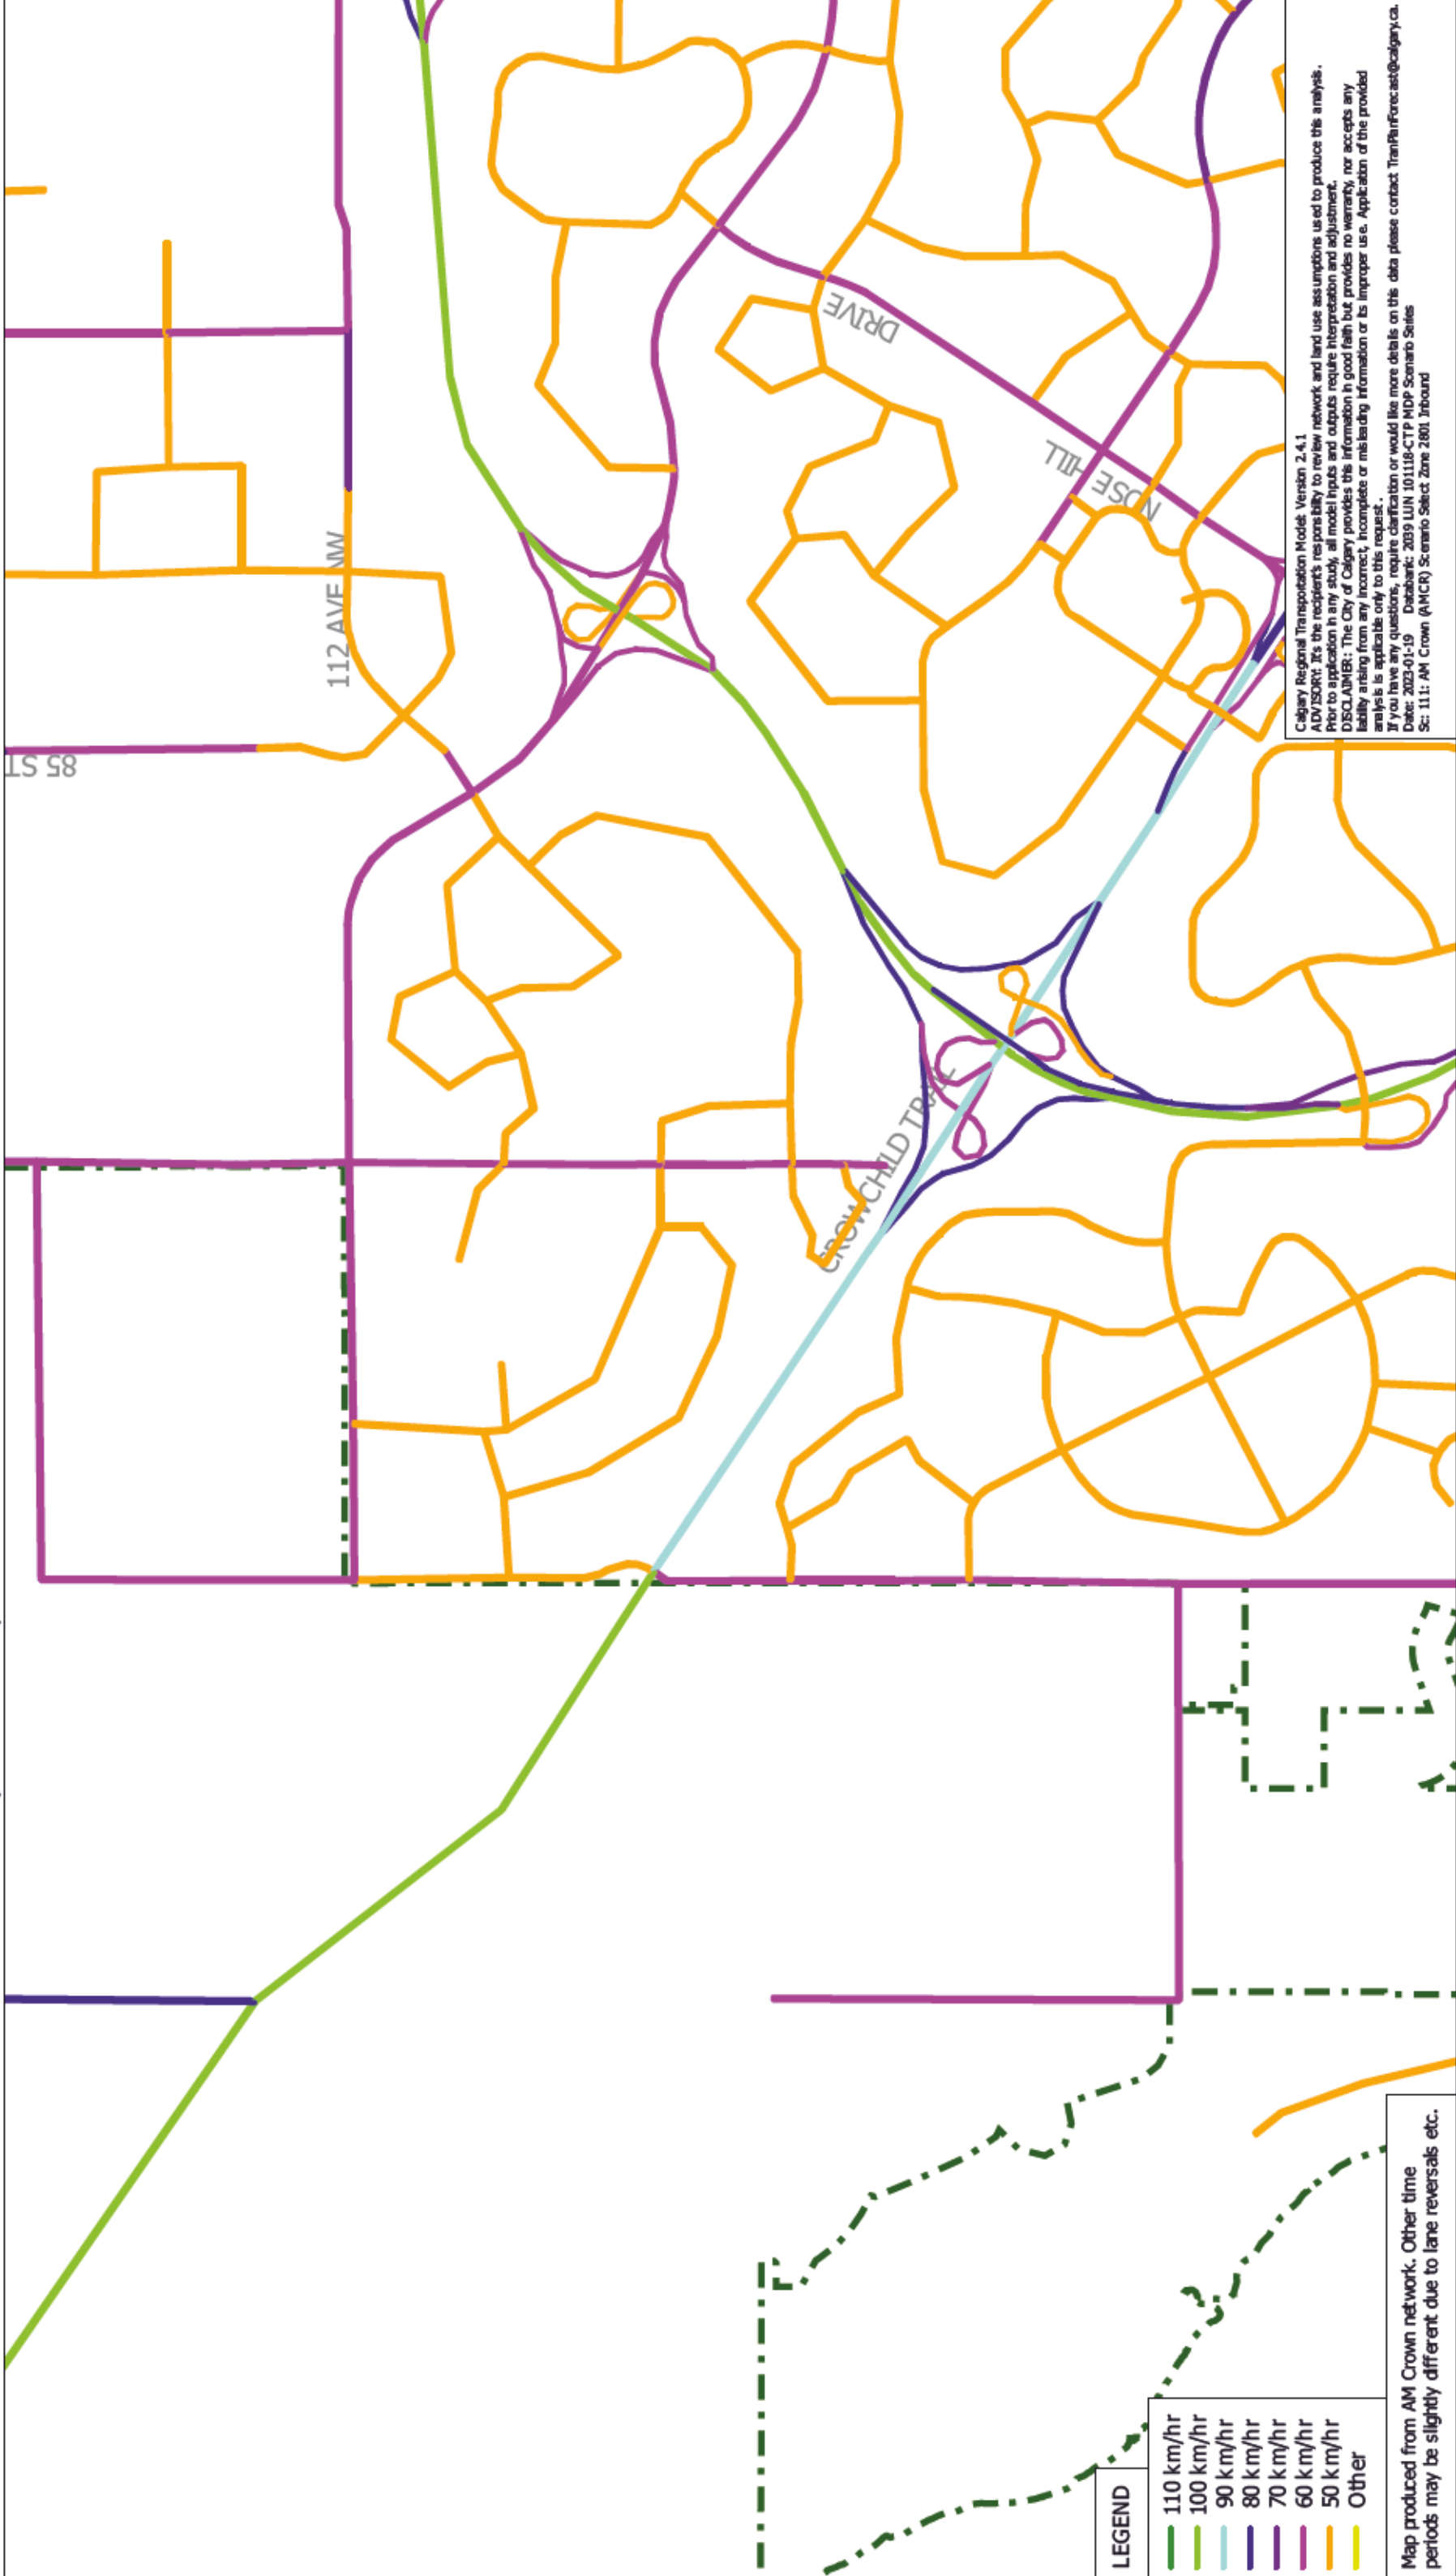 85 ST
112 AVE NW
DRIVE
NOSE HILL
CROWCHILD TRAIL
Calgary Regional Transportation Model: Version 2.4.1
ADVISORY: It's the recipient's responsibility to review network and land use assumptions used to produce this analysis.
Prior to application in any study, all model inputs and outputs require interpretation and adjustment.
DISCLAIMER: The City of Calgary provides this information in good faith but provides no warranty, nor accepts any
liability arising from any incorrect, incomplete or misleading information or its improper use. Application of the provided
analysis is applicable only to this request.
If you have any questions, require clarification or would like more details on this data please contact TranPlanForecast@calgary.ca.
Date: 2023-01-19 Databank: 2039 LUN 101118-CTP MDP Scenario Series
Sc: 111: AM Crown (AMCR) Scenario Select Zone 2801 Inbound
LEGEND
110 km/hr
100 km/hr
90 km/hr
80 km/hr
70 km/hr
60 km/hr
50 km/hr
Other
Map produced from AM Crown network. Other time
periods may be slightly different due to lane reversals etc.